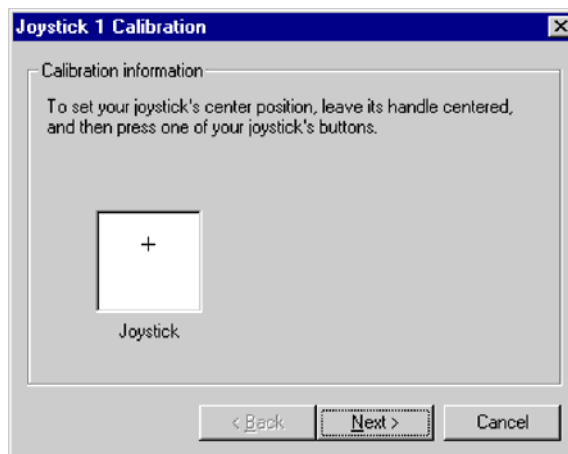 Joystick 1 Calibration
Calibration information
To set your joystick's center position, leave its handle centered,
and then press one of your joystick's buttons.
Joystick
< Back
Next >
Cancel